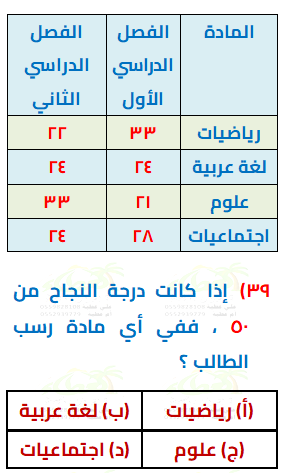 المادة الفصل الدراسي الأول الفصل الدراسي الثاني
رياضيات ٣٣ ٢٢
لغة عربية ٢٤ ٢٤
علوم ٢١ ٣٣
اجتماعيات ٢٨ ٢٤
٣٩) إذا كانت درجة النجاح من
٥٠ ، ففي أي مادة رسب
الطالب ؟
(أ) رياضيات (ب) لغة عربية
(ج) علوم (د) اجتماعيات